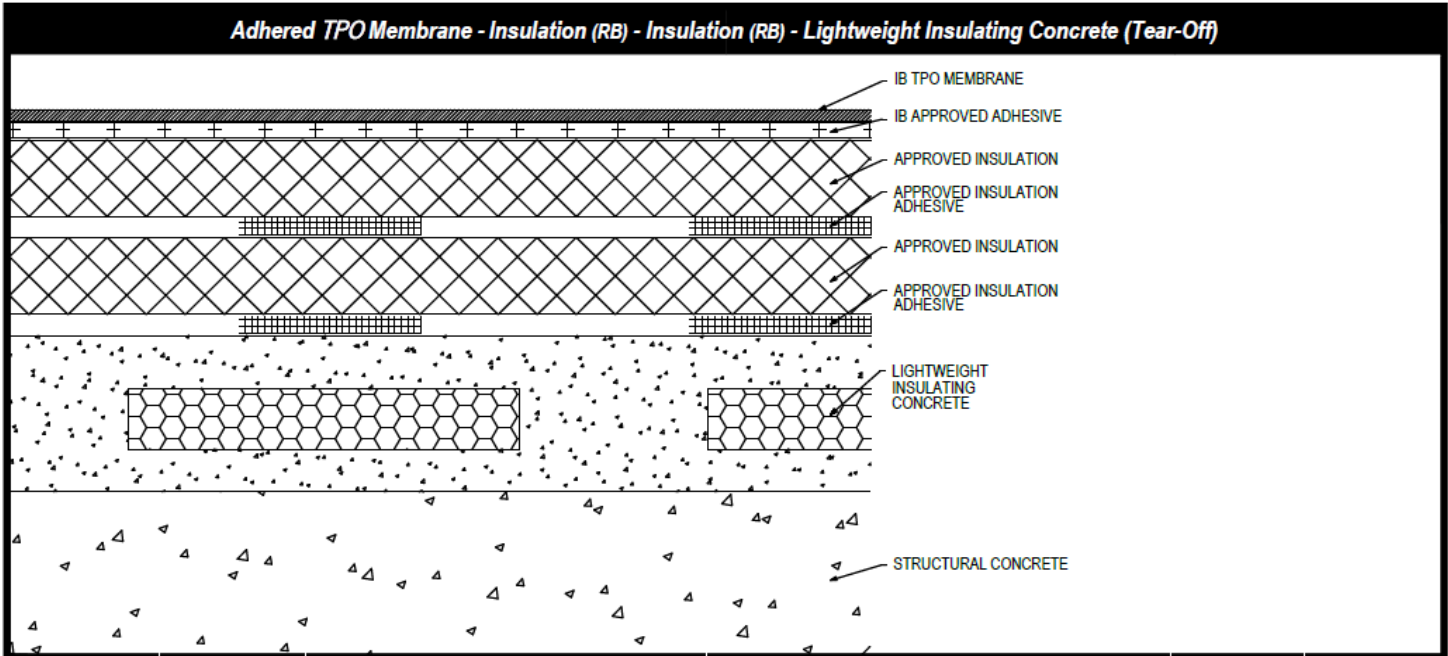 Adhered TPO Membrane - Insulation (RB) - Insulation (RB) - Lightweight Insulating Concrete (Tear-Off)
IB TPO MEMBRANE
IB APPROVED ADHESIVE
APPROVED INSULATION
APPROVED INSULATION
ADHESIVE
APPROVED INSULATION
APPROVED INSULATION
ADHESIVE
LIGHTWEIGHT
INSULATING
CONCRETE
STRUCTURAL CONCRETE